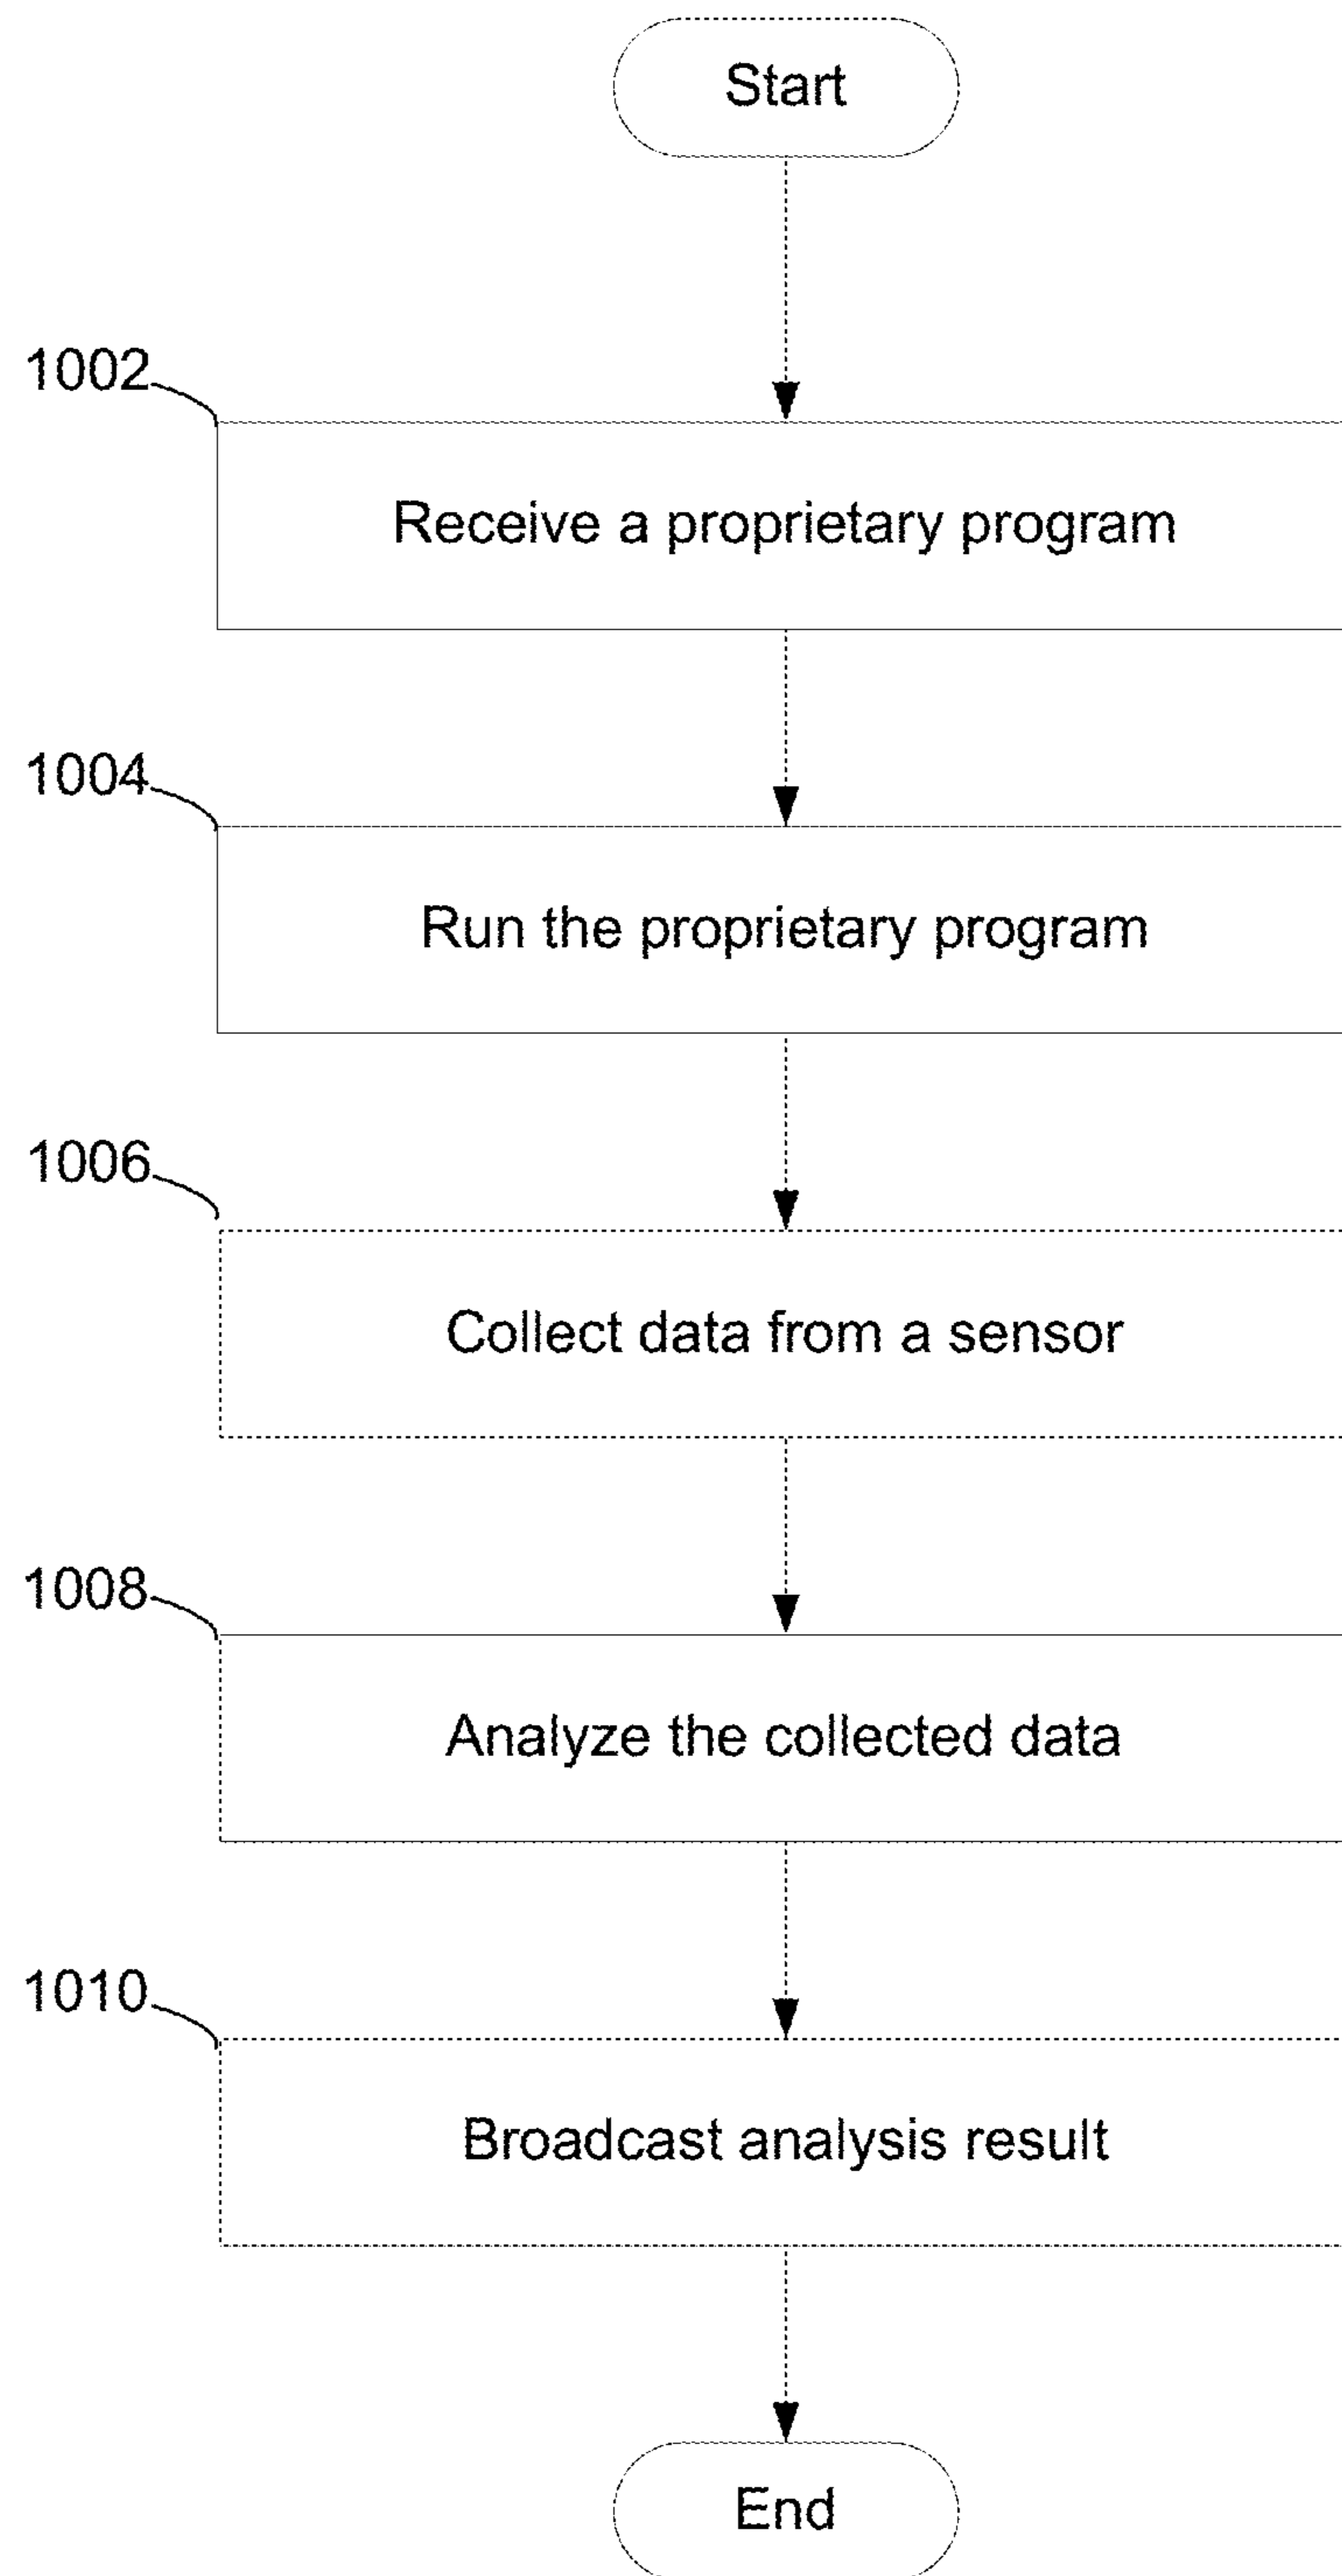 Start
1002
Receive a proprietary program
1004
Run the proprietary program
1006
Collect data from a sensor
1008
Analyze the collected data
1010
Broadcast analysis result
End